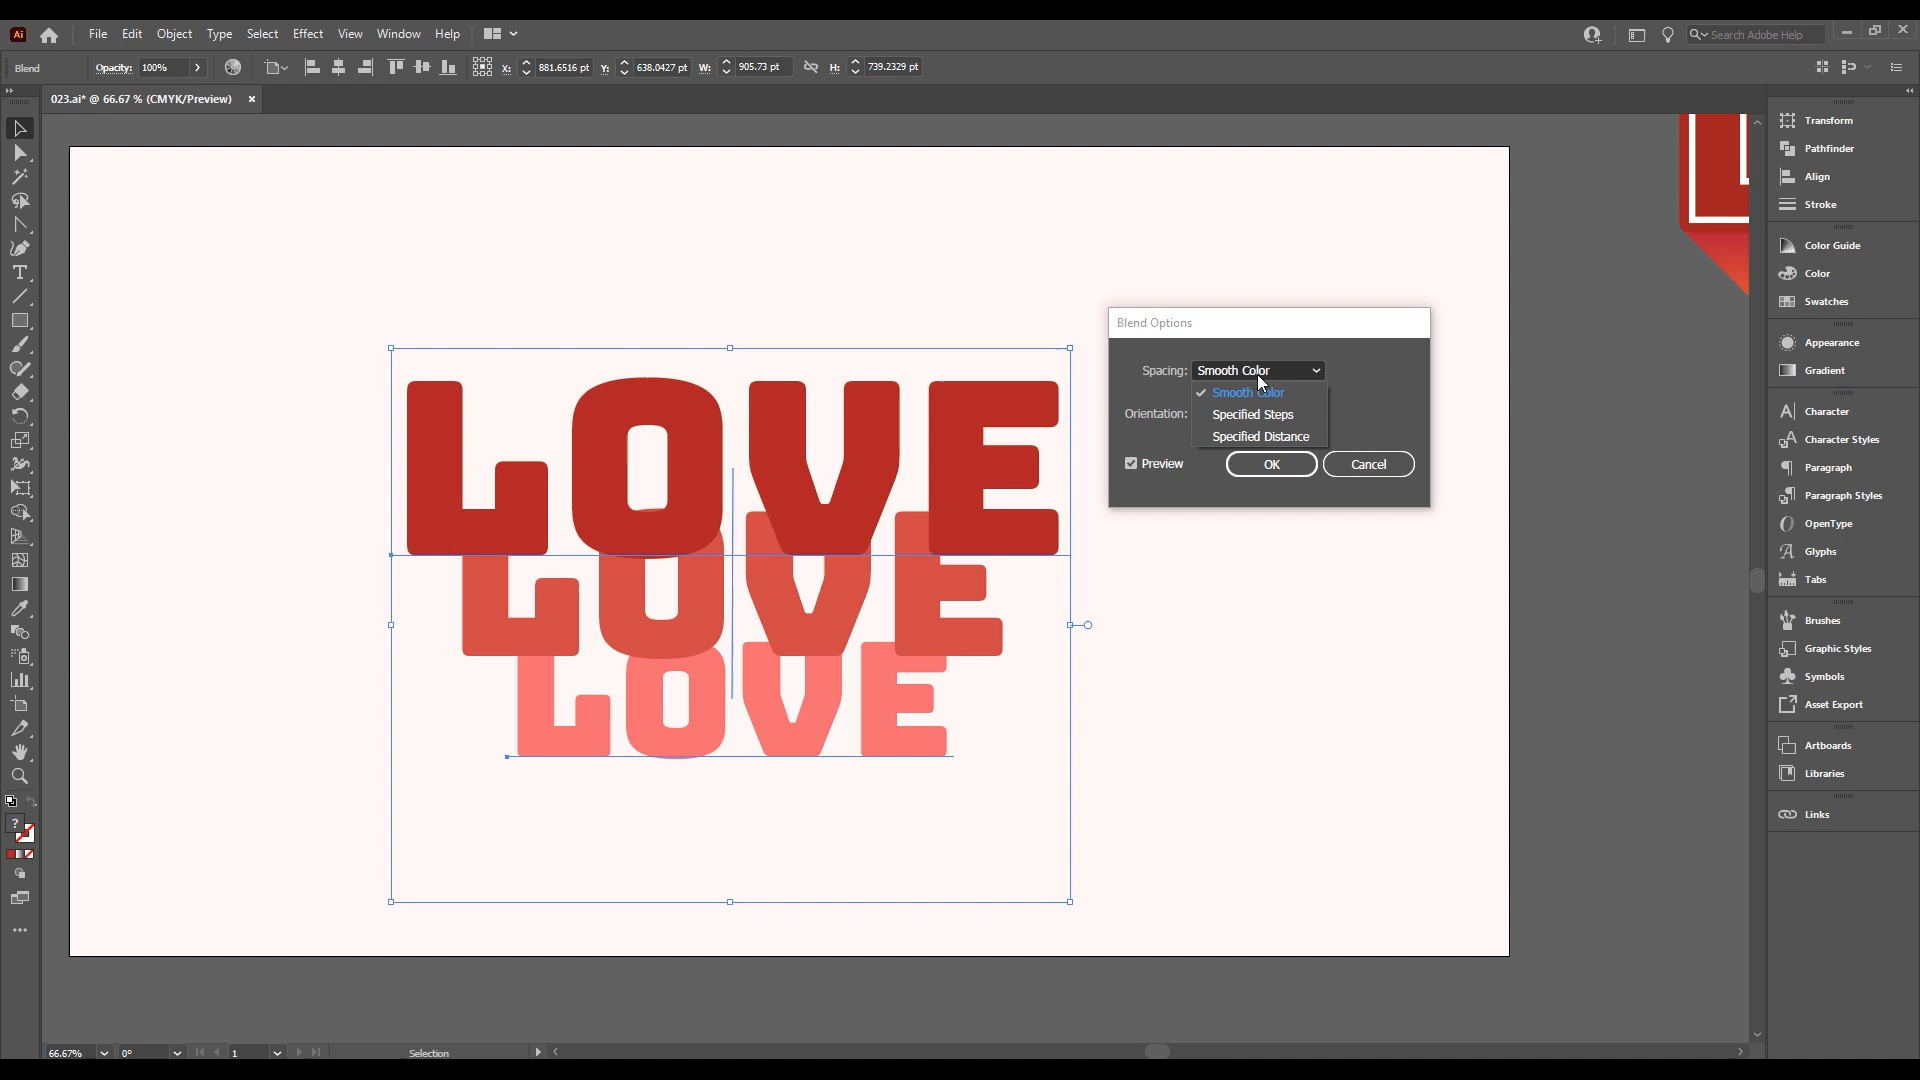 Ai File Edit Object Type Select Effect View Window Help Search Adobe Help
Blend Opacity: 100% X: 881.6516 pt Y: 638.0427 pt W: 905.73 pt H: 739.2329 pt
023.ai* @ 66.67 % (CMYK/Preview)
Transform
Pathfinder
Align
Stroke
Color Guide
Color
Swatches
Appearance
Gradient
Character
Character Styles
Paragraph
Paragraph Styles
OpenType
Glyphs
Tabs
Brushes
Graphic Styles
Symbols
Asset Export
Artboards
Libraries
Links
LOVE
LOVE
LOVE
Blend Options
Spacing: Smooth Color
Smooth Color
Specified Steps
Orientation:
Specified Distance
Preview OK Cancel
?
66.67% 0° 1 Selection